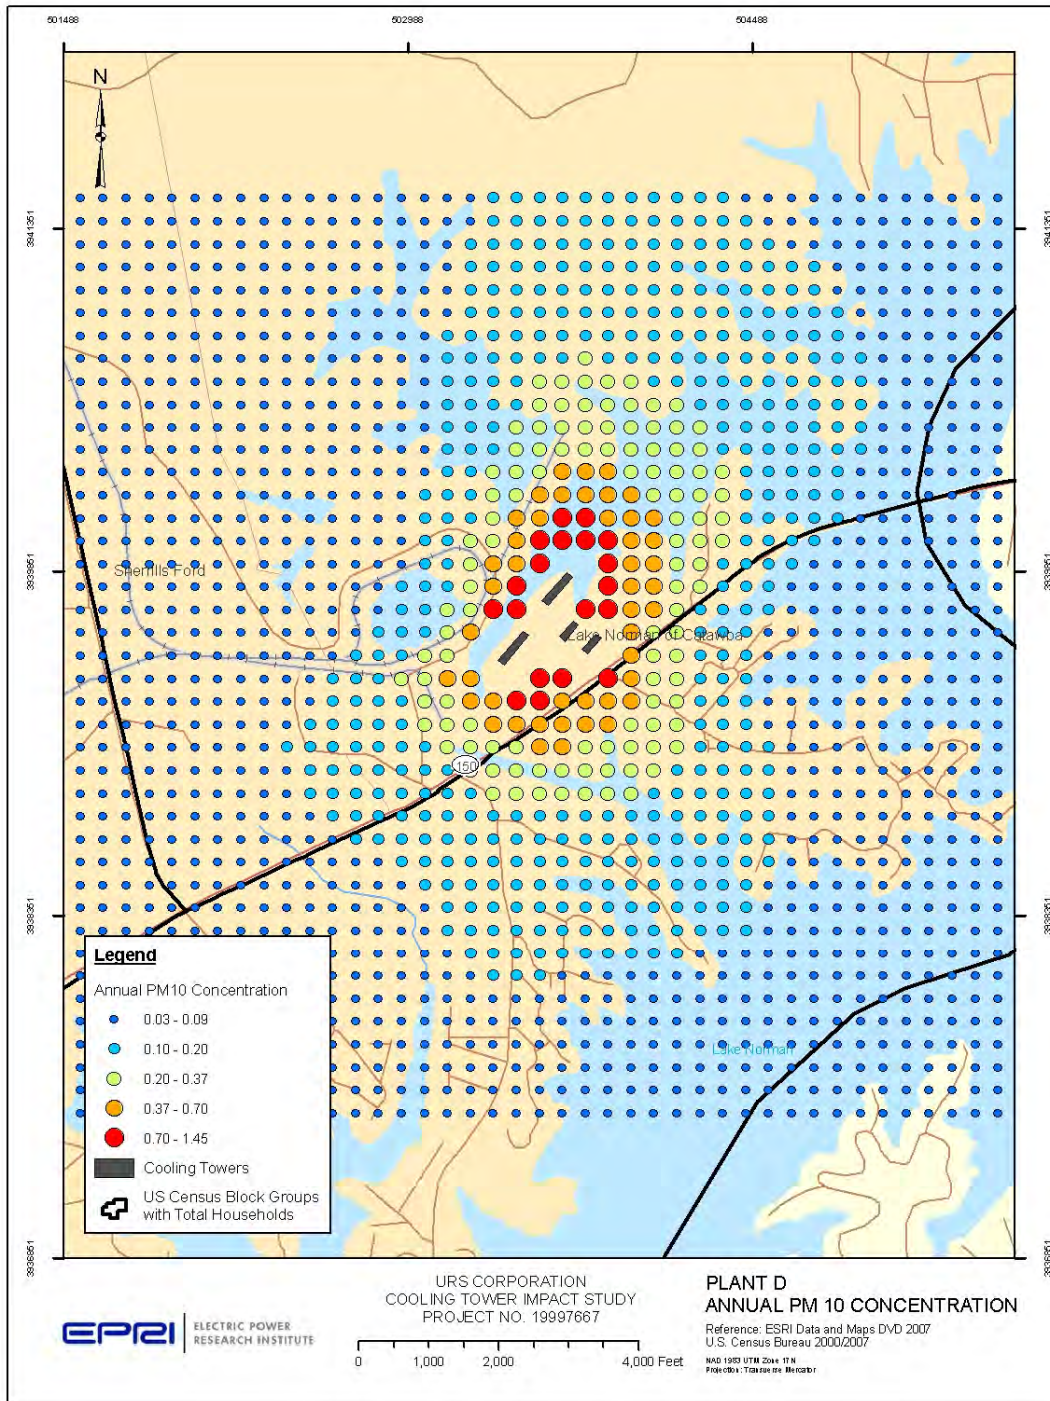 501488
502988
504488
N
3941351
3941351
3939851
3939851
Sherrills Ford
Lake Norman of Catawba
150
3938351
3938351
Legend
Annual PM10 Concentration
0.03 - 0.09
0.10 - 0.20
0.20 - 0.37
0.37 - 0.70
0.70 - 1.45
Cooling Towers
US Census Block Groups
with Total Households
Lake Norman
3936851
3936851
EPRI
ELECTRIC POWER
RESEARCH INSTITUTE
URS CORPORATION
COOLING TOWER IMPACT STUDY
PROJECT NO. 19997667
0 1,000 2,000 4,000 Feet
PLANT D
ANNUAL PM 10 CONCENTRATION
Reference: ESRI Data and Maps DVD 2007
U.S. Census Bureau 2000/2007
NAD 1983 UTM Zone 17N
Projection: Transverse Mercator